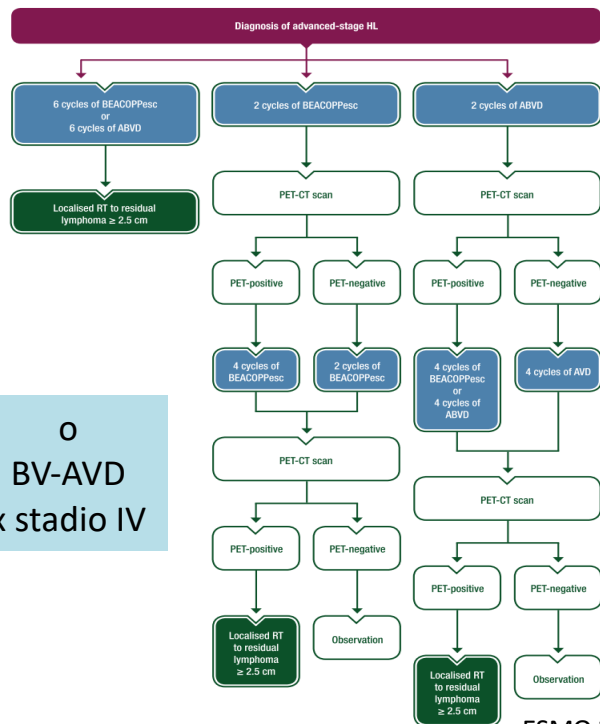 Diagnosis of advanced-stage HL
6 cycles of BEACOPPesc
or
6 cycles of ABVD
2 cycles of BEACOPPesc
2 cycles of ABVD
Localised RT to residual
lymphoma ≥ 2.5 cm
PET-CT scan
PET-CT scan
PET-positive
PET-negative
PET-positive
PET-negative
4 cycles of
BEACOPPesc
2 cycles of
BEACOPPesc
4 cycles of
BEACOPPesc
or
4 cycles of
ABVD
4 cycles of AVD
o
BV-AVD
x stadio IV
PET-CT scan
PET-CT scan
PET-positive
PET-negative
PET-positive
PET-negative
Localised RT
to residual
lymphoma
≥ 2.5 cm
Observation
Localised RT
to residual
lymphoma
≥ 2.5 cm
Observation